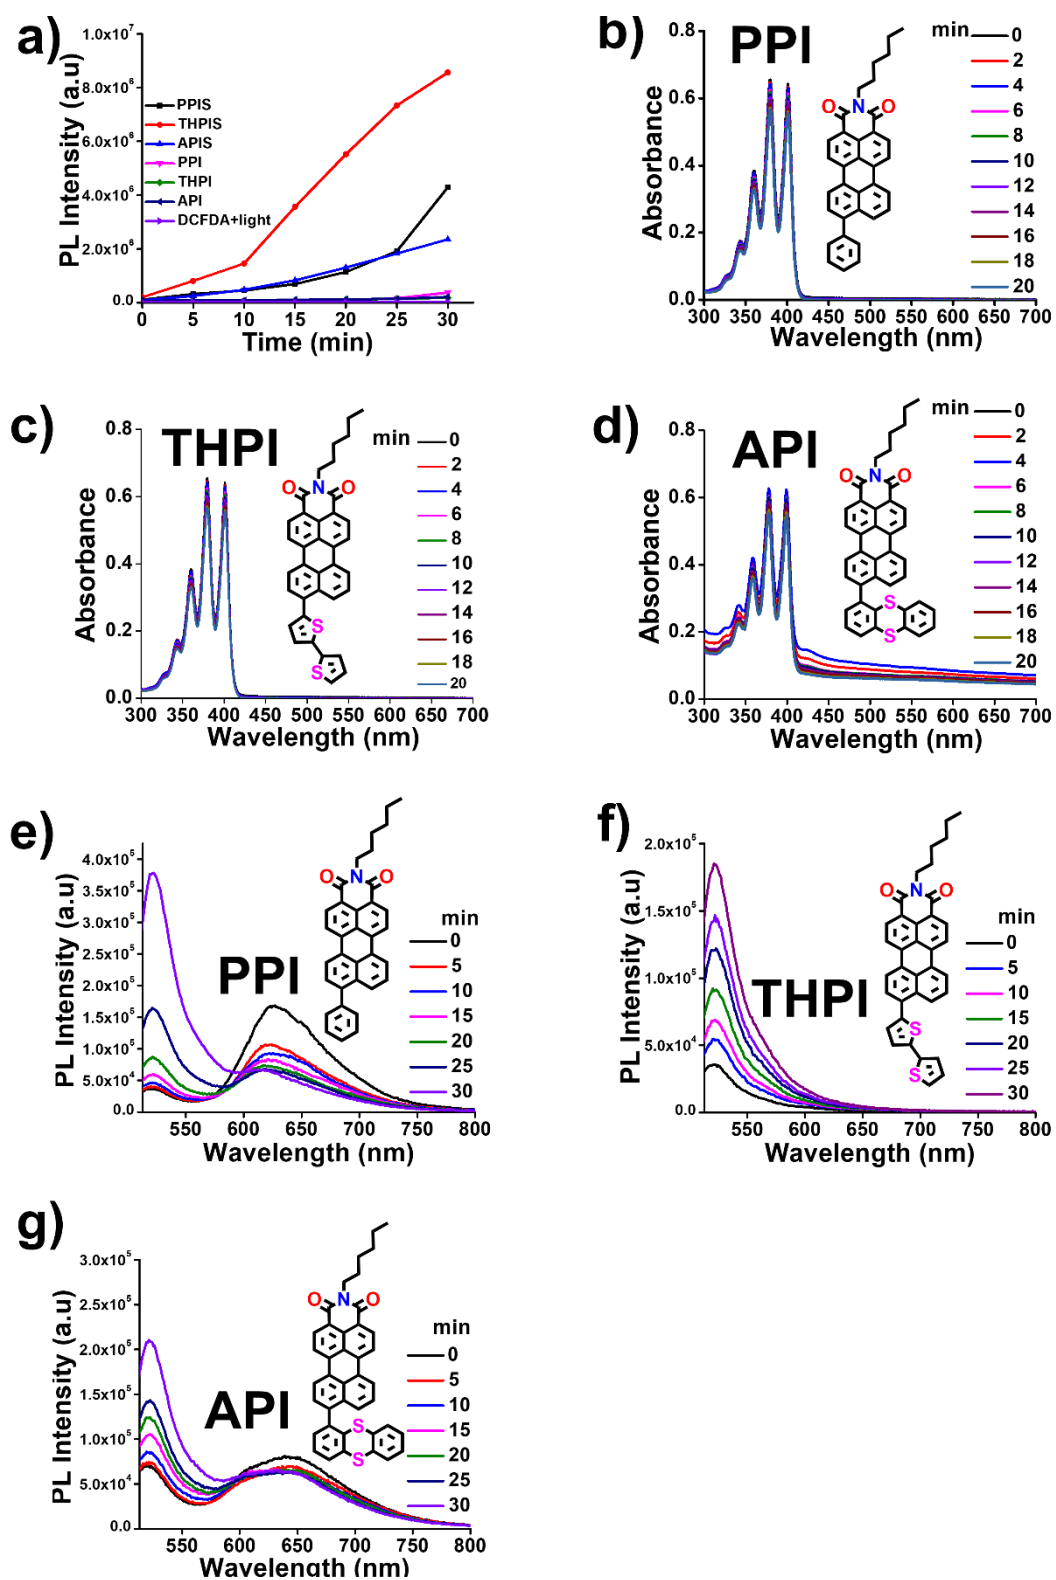 a)
PL Intensity (a.u)
1.0x10⁷
8.0x10⁶
6.0x10⁶
4.0x10⁶
2.0x10⁶
0.0
PPIS
THPIS
APIS
PPI
THPI
API
DCFDA+light
0 5 10 15 20 25 30
Time (min)
b)
PPI
Absorbance
0.8
0.6
0.4
0.2
0.0
O N O
min 0
2
4
6
8
10
12
14
16
18
20
300 350 400 450 500 550 600 650 700
Wavelength (nm)
c)
THPI
Absorbance
0.8
0.6
0.4
0.2
0.0
O N O
S
S
min 0
2
4
6
8
10
12
14
16
18
20
300 350 400 450 500 550 600 650 700
Wavelength (nm)
d)
API
Absorbance
0.8
0.6
0.4
0.2
0.0
O N O
S
S
min 0
2
4
6
8
10
12
14
16
18
20
300 350 400 450 500 550 600 650 700
Wavelength (nm)
e)
PPI
PL Intensity (a.u)
4.0x10⁵
3.5x10⁵
3.0x10⁵
2.5x10⁵
2.0x10⁵
1.5x10⁵
1.0x10⁵
5.0x10⁴
0.0
O N O
min
0
5
10
15
20
25
30
550 600 650 700 750 800
Wavelength (nm)
f)
THPI
PL Intensity (a.u)
2.0x10⁵
1.5x10⁵
1.0x10⁵
5.0x10⁴
0.0
O N O
S
S
min
0
5
10
15
20
25
30
550 600 650 700 750 800
Wavelength (nm)
g)
API
PL Intensity (a.u)
3.0x10⁵
2.5x10⁵
2.0x10⁵
1.5x10⁵
1.0x10⁵
5.0x10⁴
0.0
O N O
S
S
min
0
5
10
15
20
25
30
550 600 650 700 750 800
Wavelength (nm)